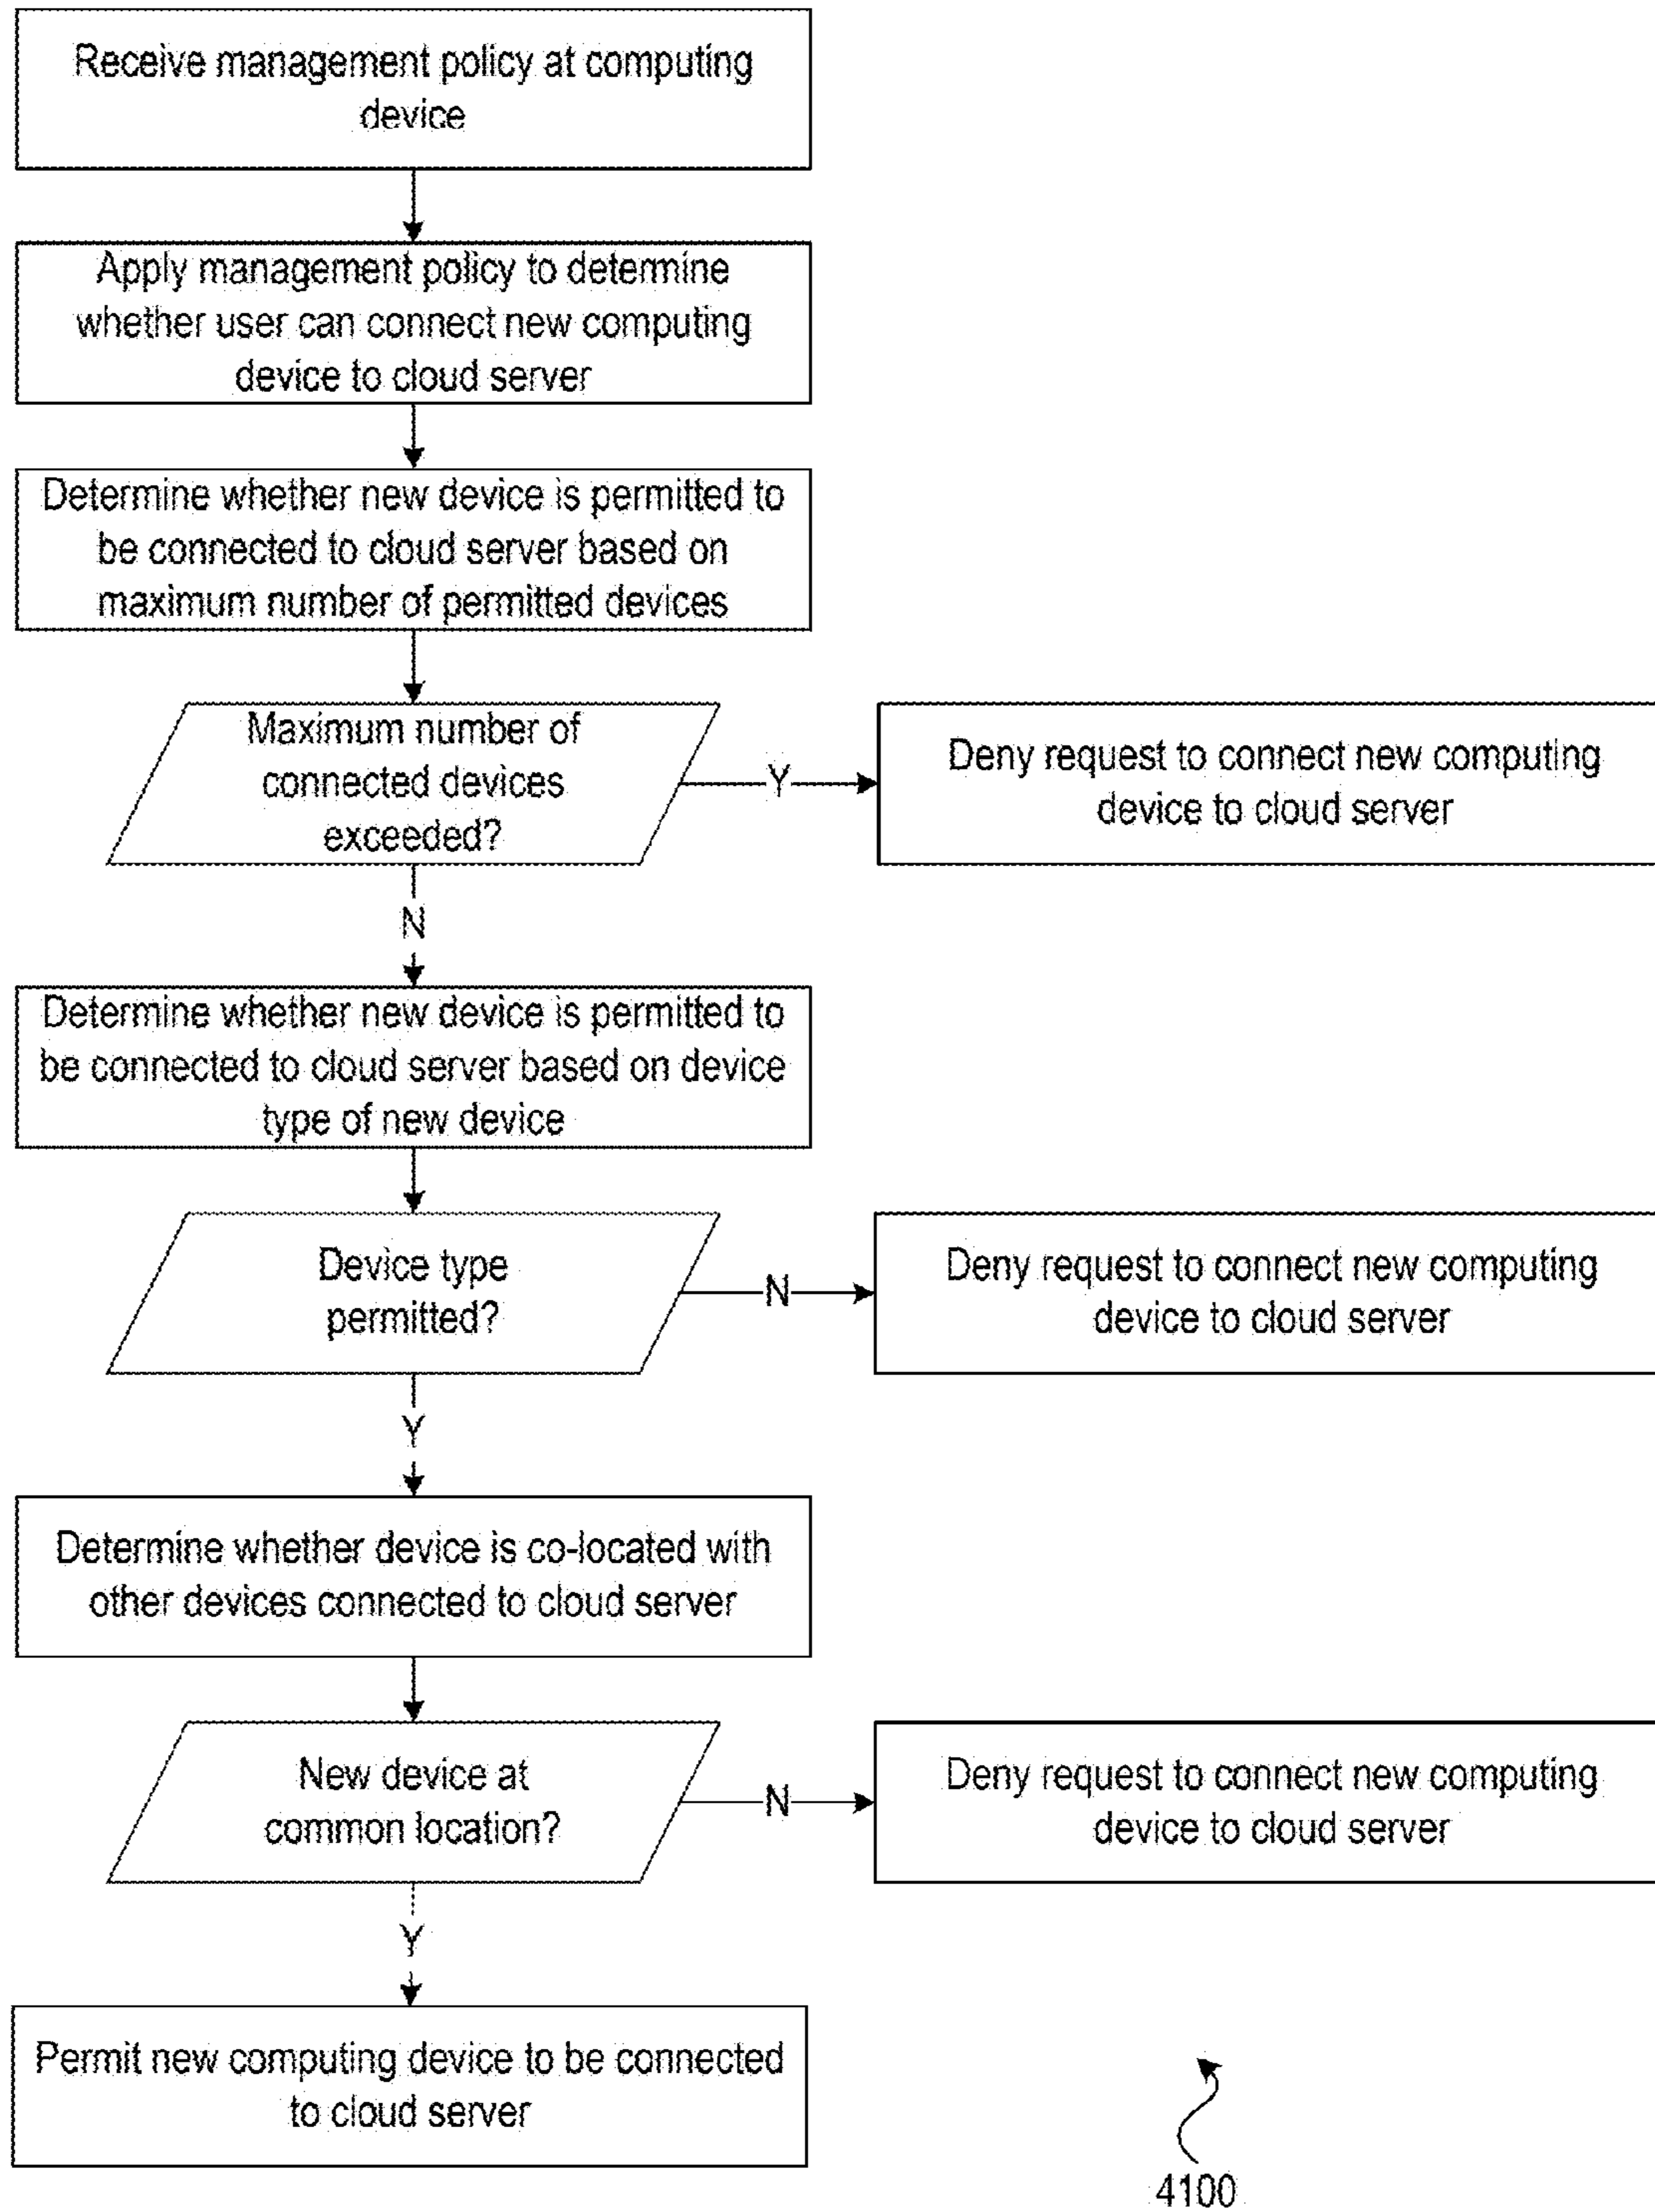 Receive management policy at computing
device
Apply management policy to determine
whether user can connect new computing
device to cloud server
Determine whether new device is permitted to
be connected to cloud server based on
maximum number of permitted devices
Maximum number of
connected devices
exceeded?
Y
Deny request to connect new computing
device to cloud server
N
Determine whether new device is permitted to
be connected to cloud server based on device
type of new device
Device type
permitted?
N
Deny request to connect new computing
device to cloud server
Y
Determine whether device is co-located with
other devices connected to cloud server
New device at
common location?
N
Deny request to connect new computing
device to cloud server
Y
Permit new computing device to be connected
to cloud server
4100